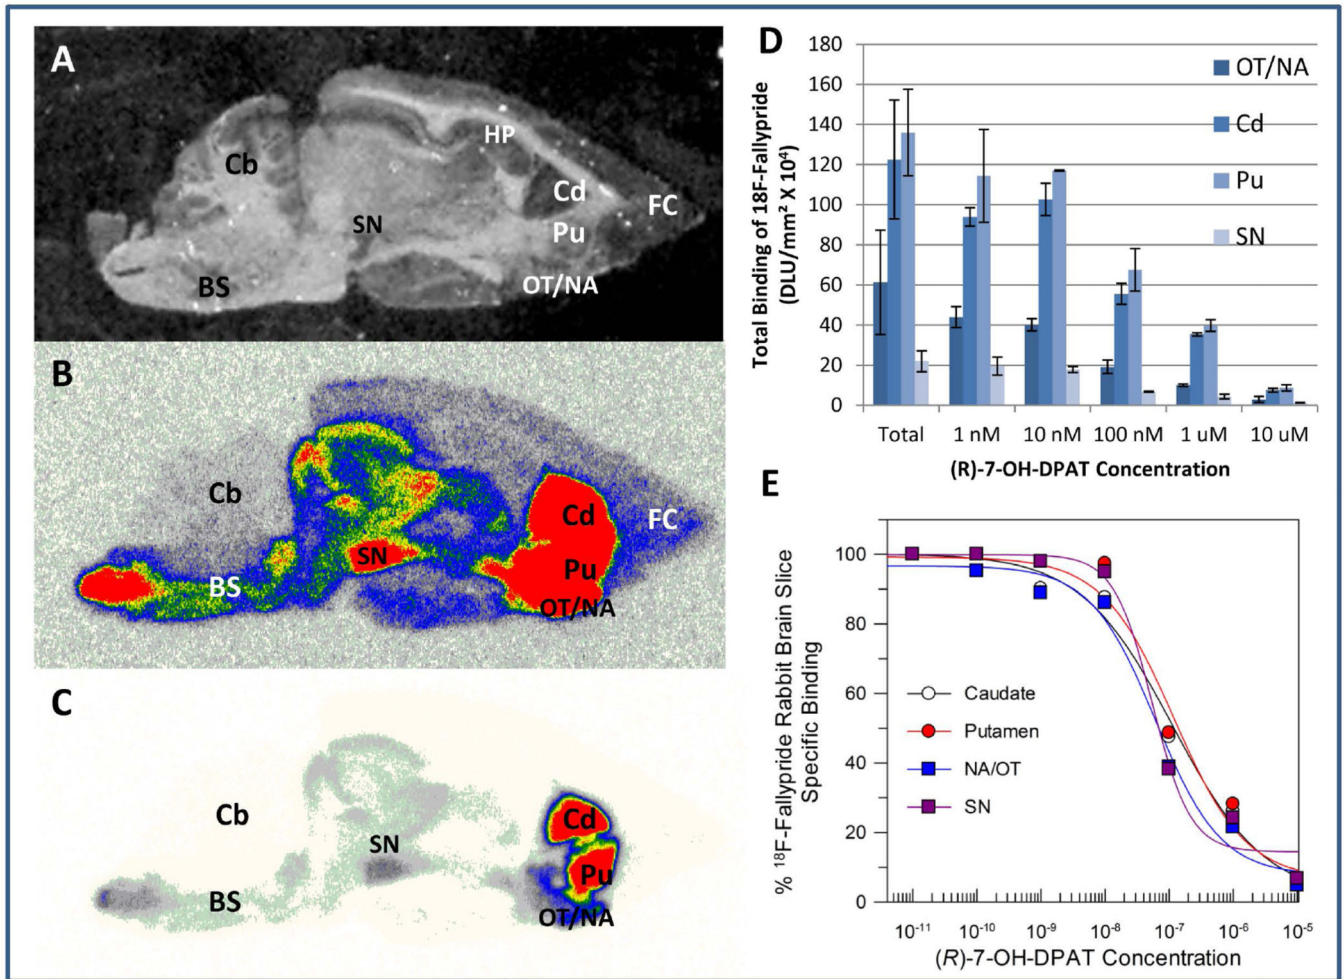 A
HP
Cb
Cd
FC
SN
Pu
BS
OT/NA
B
Cb
Cd
FC
SN
Pu
BS
OT/NA
C
Cb
Cd
SN
Pu
BS
OT/NA
D
Total Binding of 18F-Fallypride
(DLU/mm² X 10⁴)
180
160
140
120
100
80
60
40
20
0
OT/NA
Cd
Pu
SN
Total 1 nM 10 nM 100 nM 1 uM 10 uM
(R)-7-OH-DPAT Concentration
E
% ¹⁸F-Fallypride Rabbit Brain Slice
Specific Binding
100
80
60
40
20
0
Caudate
Putamen
NA/OT
SN
10⁻¹¹ 10⁻¹⁰ 10⁻⁹ 10⁻⁸ 10⁻⁷ 10⁻⁶ 10⁻⁵
(R)-7-OH-DPAT Concentration